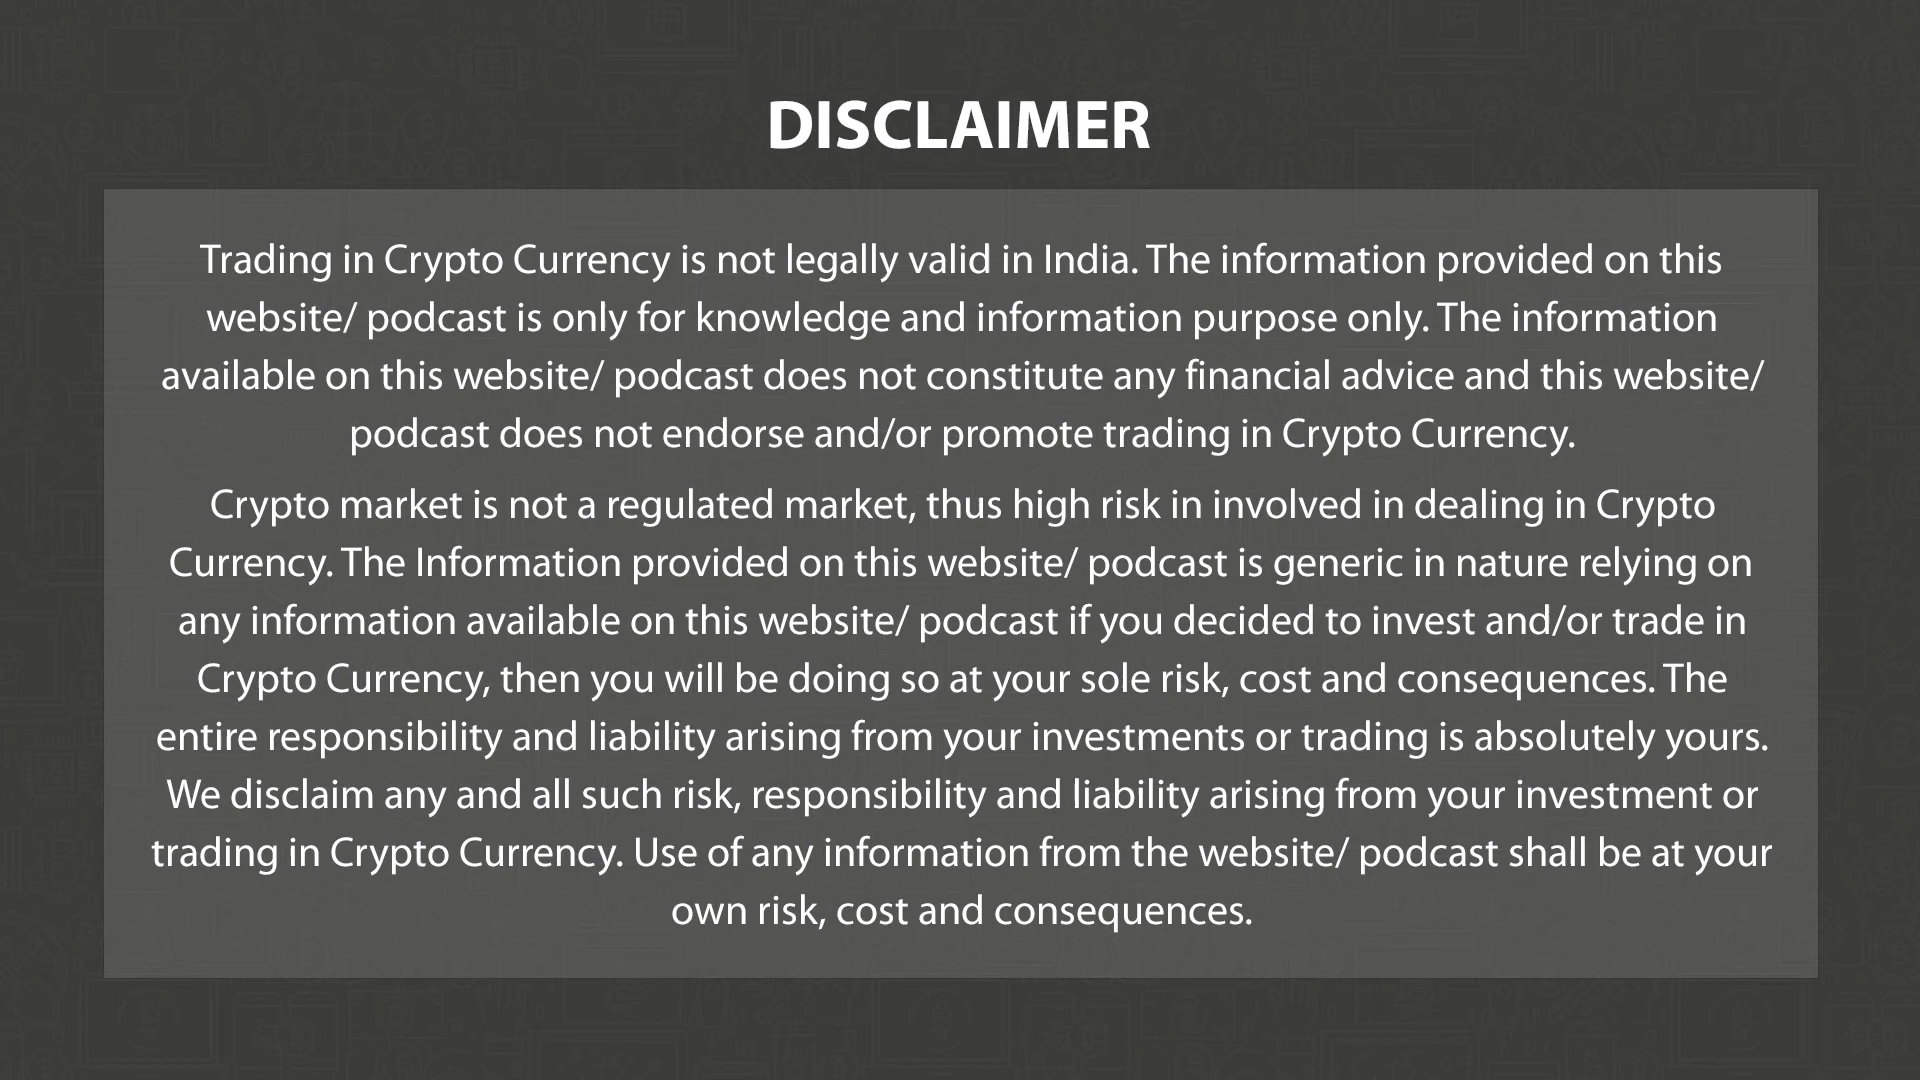 DISCLAIMER
Trading in Crypto Currency is not legally valid in India. The information provided on this
website/ podcast is only for knowledge and information purpose only. The information
available on this website/ podcast does not constitute any financial advice and this website/
podcast does not endorse and/or promote trading in Crypto Currency.
Crypto market is not a regulated market, thus high risk in involved in dealing in Crypto
Currency. The Information provided on this website/ podcast is generic in nature relying on
any information available on this website/ podcast if you decided to invest and/or trade in
Crypto Currency, then you will be doing so at your sole risk, cost and consequences. The
entire responsibility and liability arising from your investments or trading is absolutely yours.
We disclaim any and all such risk, responsibility and liability arising from your investment or
trading in Crypto Currency. Use of any information from the website/ podcast shall be at your
own risk, cost and consequences.